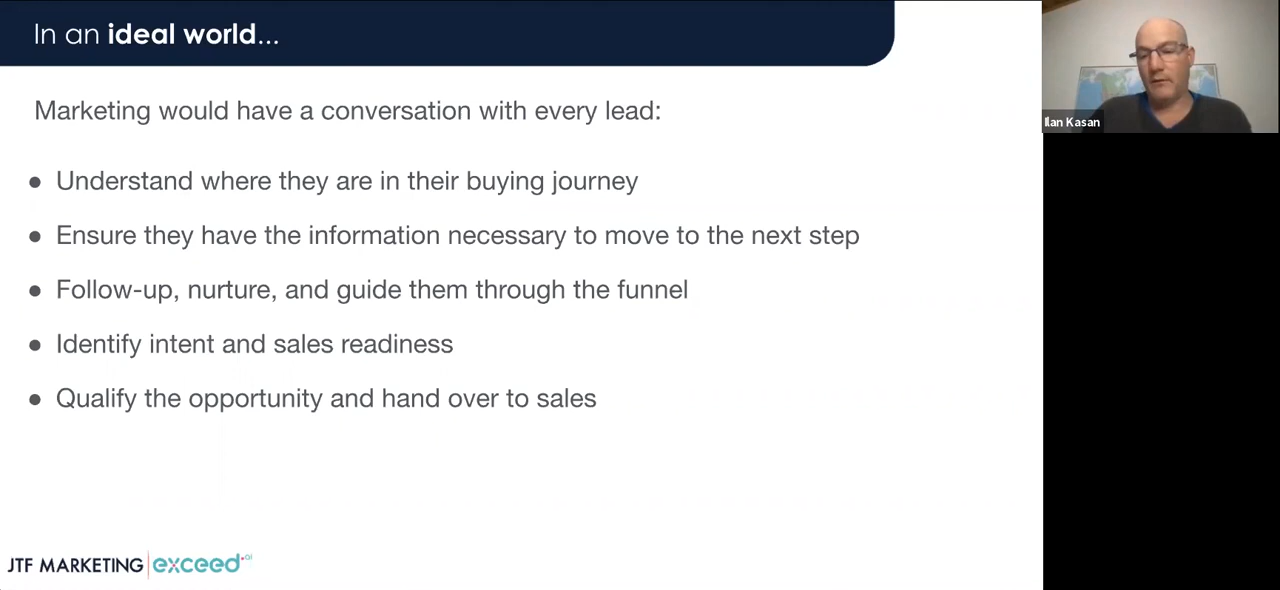 In an ideal world...
Marketing would have a conversation with every lead:
● Understand where they are in their buying journey
● Ensure they have the information necessary to move to the next step
● Follow-up, nurture, and guide them through the funnel
● Identify intent and sales readiness
● Qualify the opportunity and hand over to sales
JTF MARKETING exceed.ai
Ilan Kasan